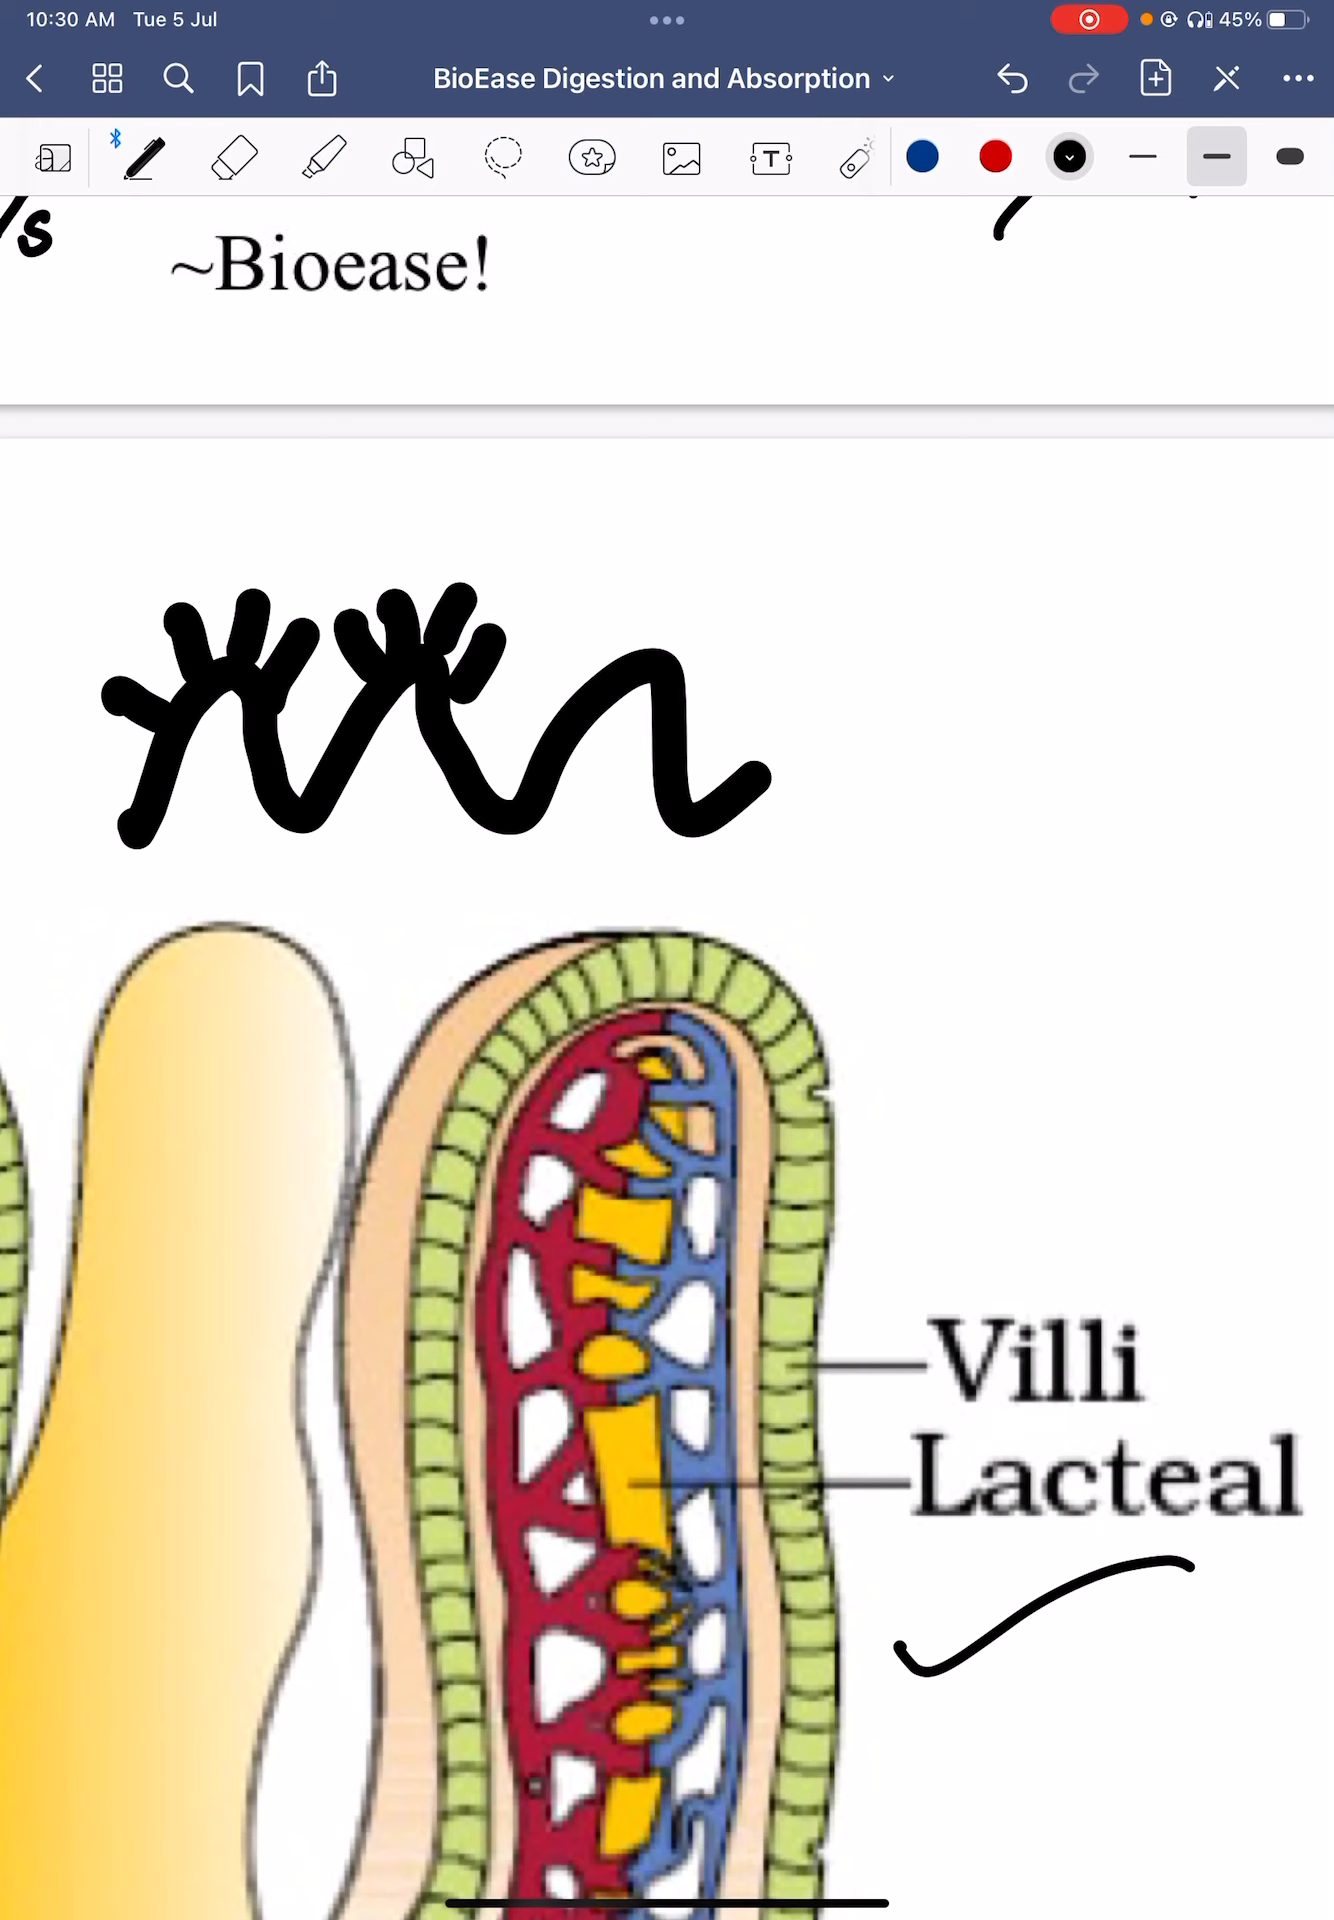 10:30 AM Tue 5 Jul
45%
BioEase Digestion and Absorption
T
~Bioease!
Villi
Lacteal